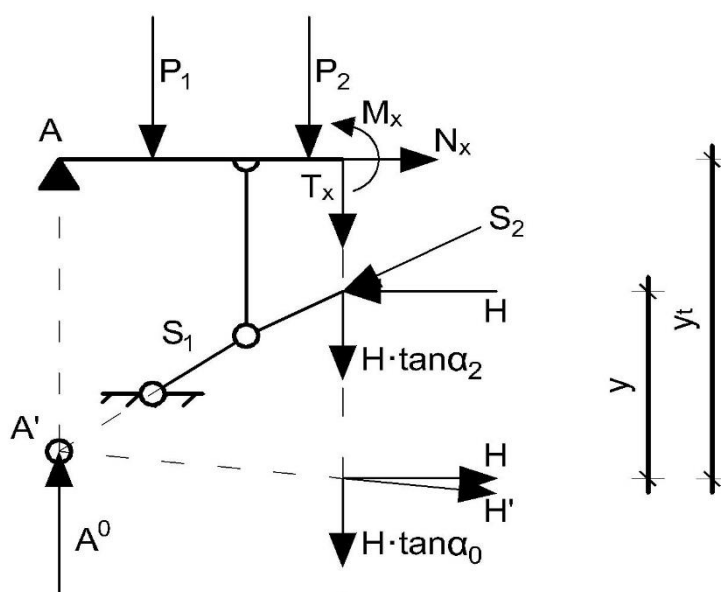 P₁
P₂
Mₓ
A
Nₓ
Tₓ
S₂
S₁
H
H·tanα₂
y
yₜ
A'
H
H'
A⁰
H·tanα₀